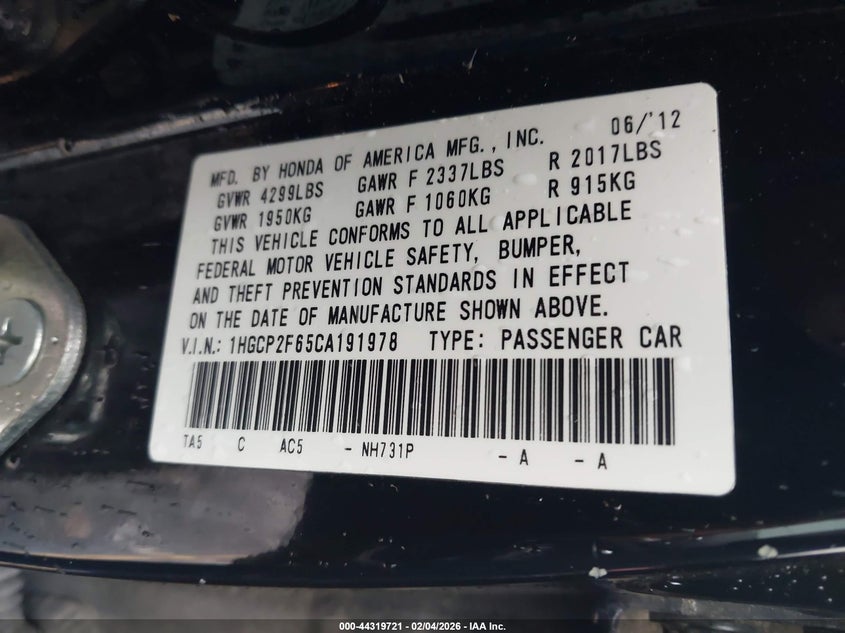 06/'12
MFD. BY HONDA OF AMERICA MFG., INC.
GVWR 4299LBS GAWR F 2337LBS R 2017LBS
GVWR 1950KG GAWR F 1060KG R 915KG
THIS VEHICLE CONFORMS TO ALL APPLICABLE
FEDERAL MOTOR VEHICLE SAFETY, BUMPER,
AND THEFT PREVENTION STANDARDS IN EFFECT
ON THE DATE OF MANUFACTURE SHOWN ABOVE.
V.I.N.: 1HGCP2F65CA191978 TYPE: PASSENGER CAR
TA5 C AC5 - NH731P - A - A
000-44319721 - 02/04/2026 - IAA Inc.